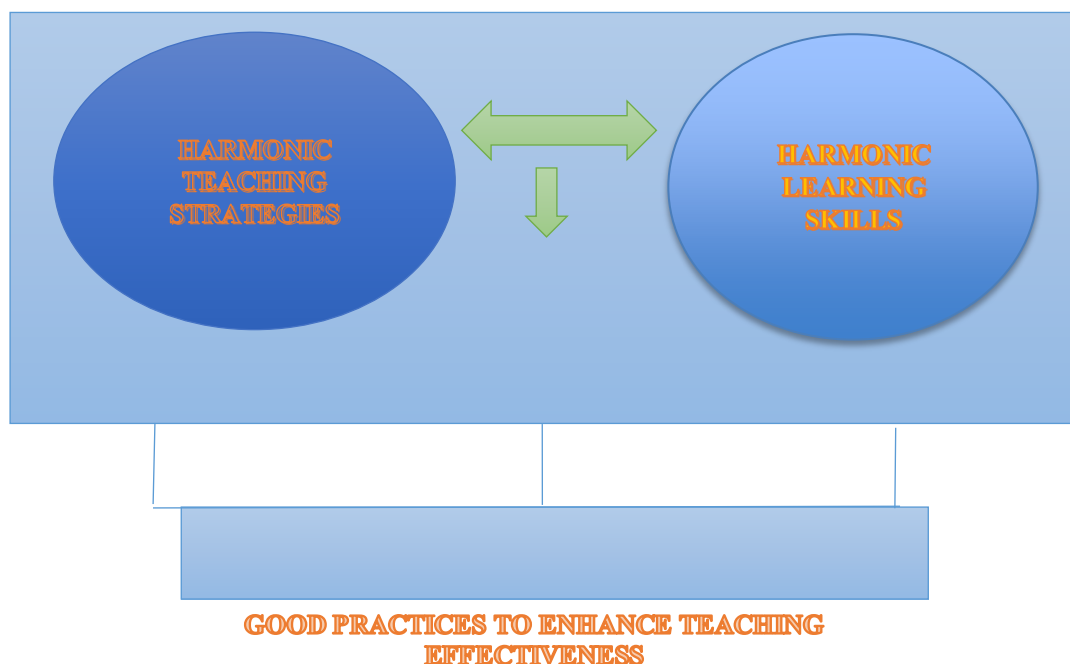 HARMONIC
TEACHING
STRATEGIES
HARMONIC
LEARNING
SKILLS
GOOD PRACTICES TO ENHANCE TEACHING
EFFECTIVENESS